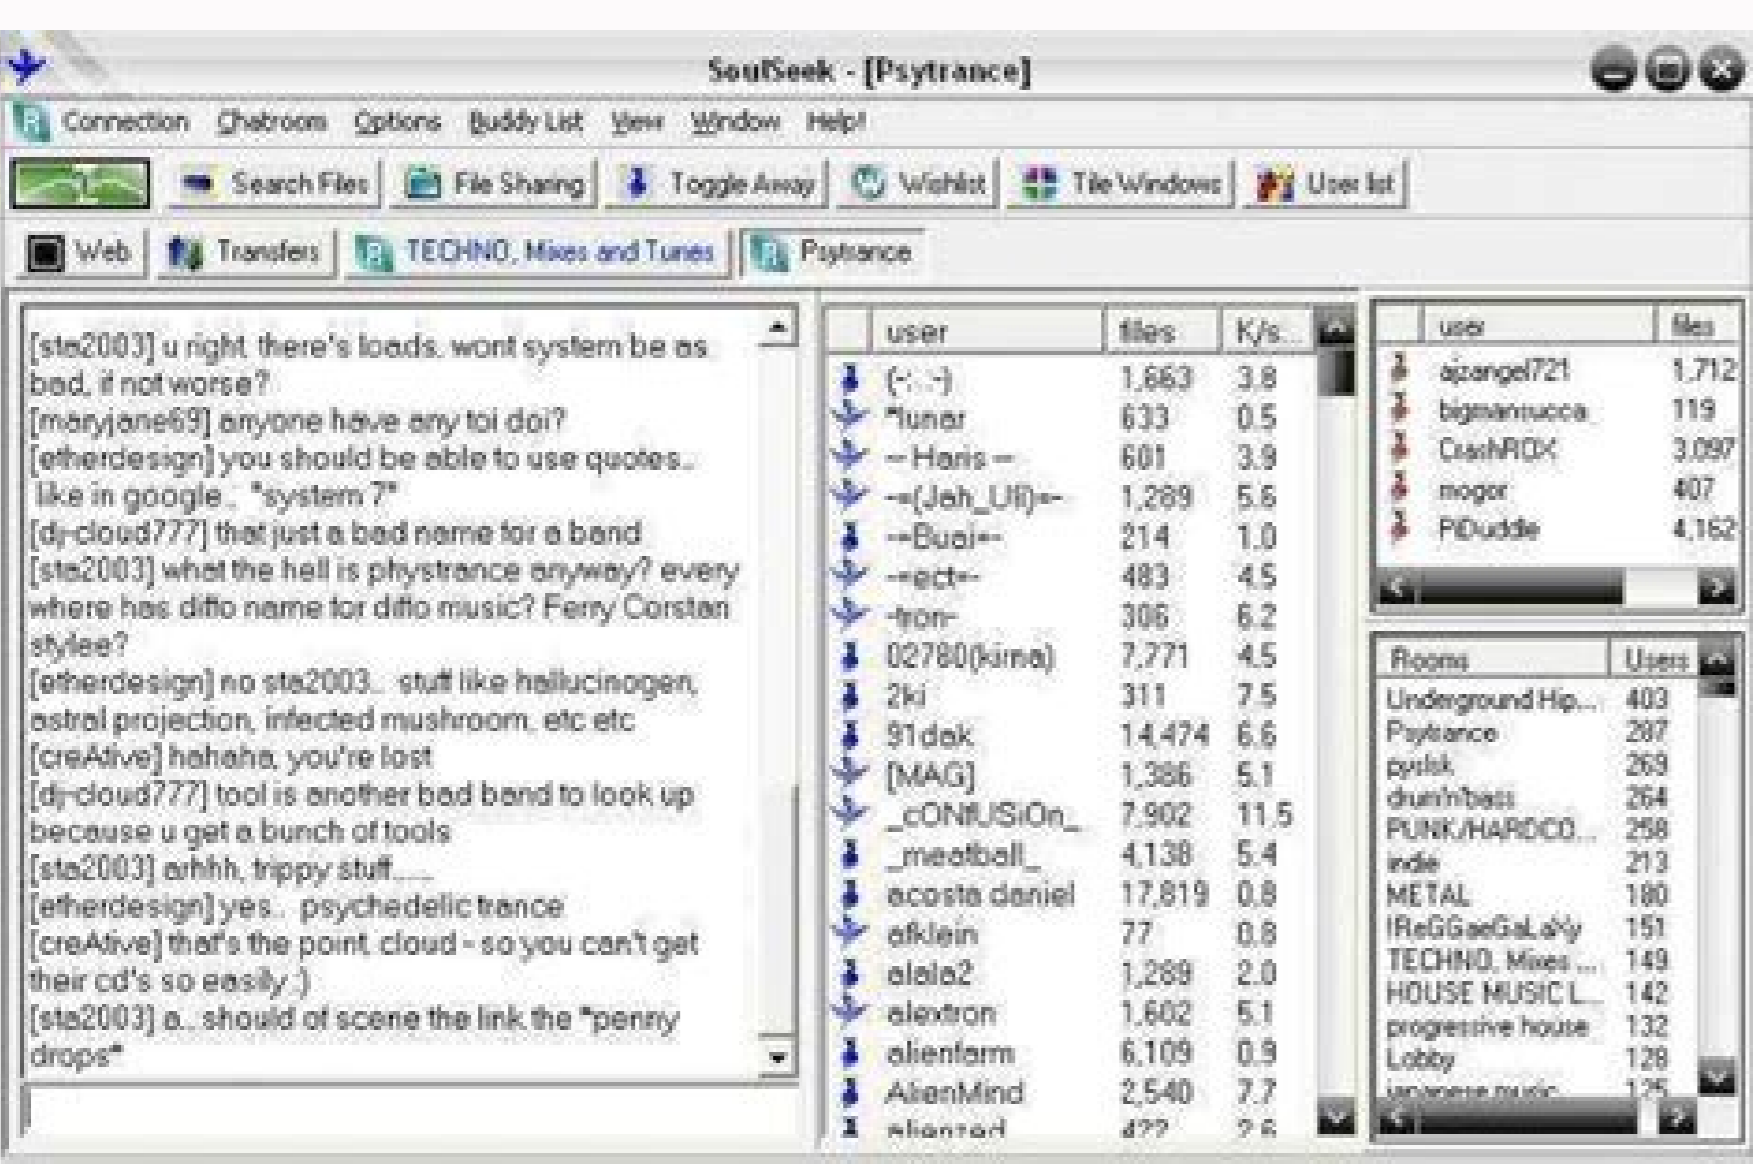 SoulSeek - [Psytrance]
Connection Chatroom Options Buddy List View Window Help!
Search Files File Sharing Toggle Away Wishlist Tile Windows User list
Web Transfers TECHNO, Mixes and Tunes Psytrance
[sta2003] u right, there's loads. wont system be as
bad, if not worse?
[maryjane69] anyone have any toi doi?
[etherdesign] you should be able to use quotes..
like in google.. "system 7"
[dj-cloud777] that just a bad name for a band
[sta2003] what the hell is phystrance anyway? every
where has diffo name for diffo music? Ferry Corstan
stylee?
[etherdesign] no sta2003.. stuff like hallucinogen,
astral projection, infected mushroom, etc etc
[creAtive] hahaha, you're lost
[dj-cloud777] tool is another bad band to look up
because u get a bunch of tools
[sta2003] arhhh, trippy stuff......
[etherdesign] yes.. psychedelic trance
[creAtive] that's the point, cloud - so you can't get
their cd's so easily ;)
[sta2003] a.. should of scene the link the *penny
drops*
user files K/s...
1,663 3.8
*lunar 633 0.5
-- Haris -- 601 3.9
1,289 5.6
-=Buai=- 214 1.0
-=ect=- 483 4.5
-tron- 306 6.2
02780(kima) 7,771 4.5
2ki 311 7.5
91dak 14,474 6.6
[MAG] 1,386 5.1
_cONfUSiOn_ 7,902 11.5
_meatball_ 4,138 5.4
acosta daniel 17,819 0.8
afklein 77 0.8
alala2 1,289 2.0
alextron 1,602 5.1
alienfarm 6,109 0.9
AlienMind 2,540 7.7
alienzed 422 2.6
user files
ajzangel721 1,712
bigmansucca 119
CrashROX 3,097
mogor 407
PiDuddie 4,162
Rooms Users
Underground Hip... 403
Psytrance 287
pyslsk 269
drum'n'bass 264
PUNK/HARDCO... 258
indie 213
METAL 180
!ReGGaeGaLaXy 151
TECHNO, Mixes ... 149
HOUSE MUSIC L... 142
progressive house 132
Lobby 128
japanese music 125